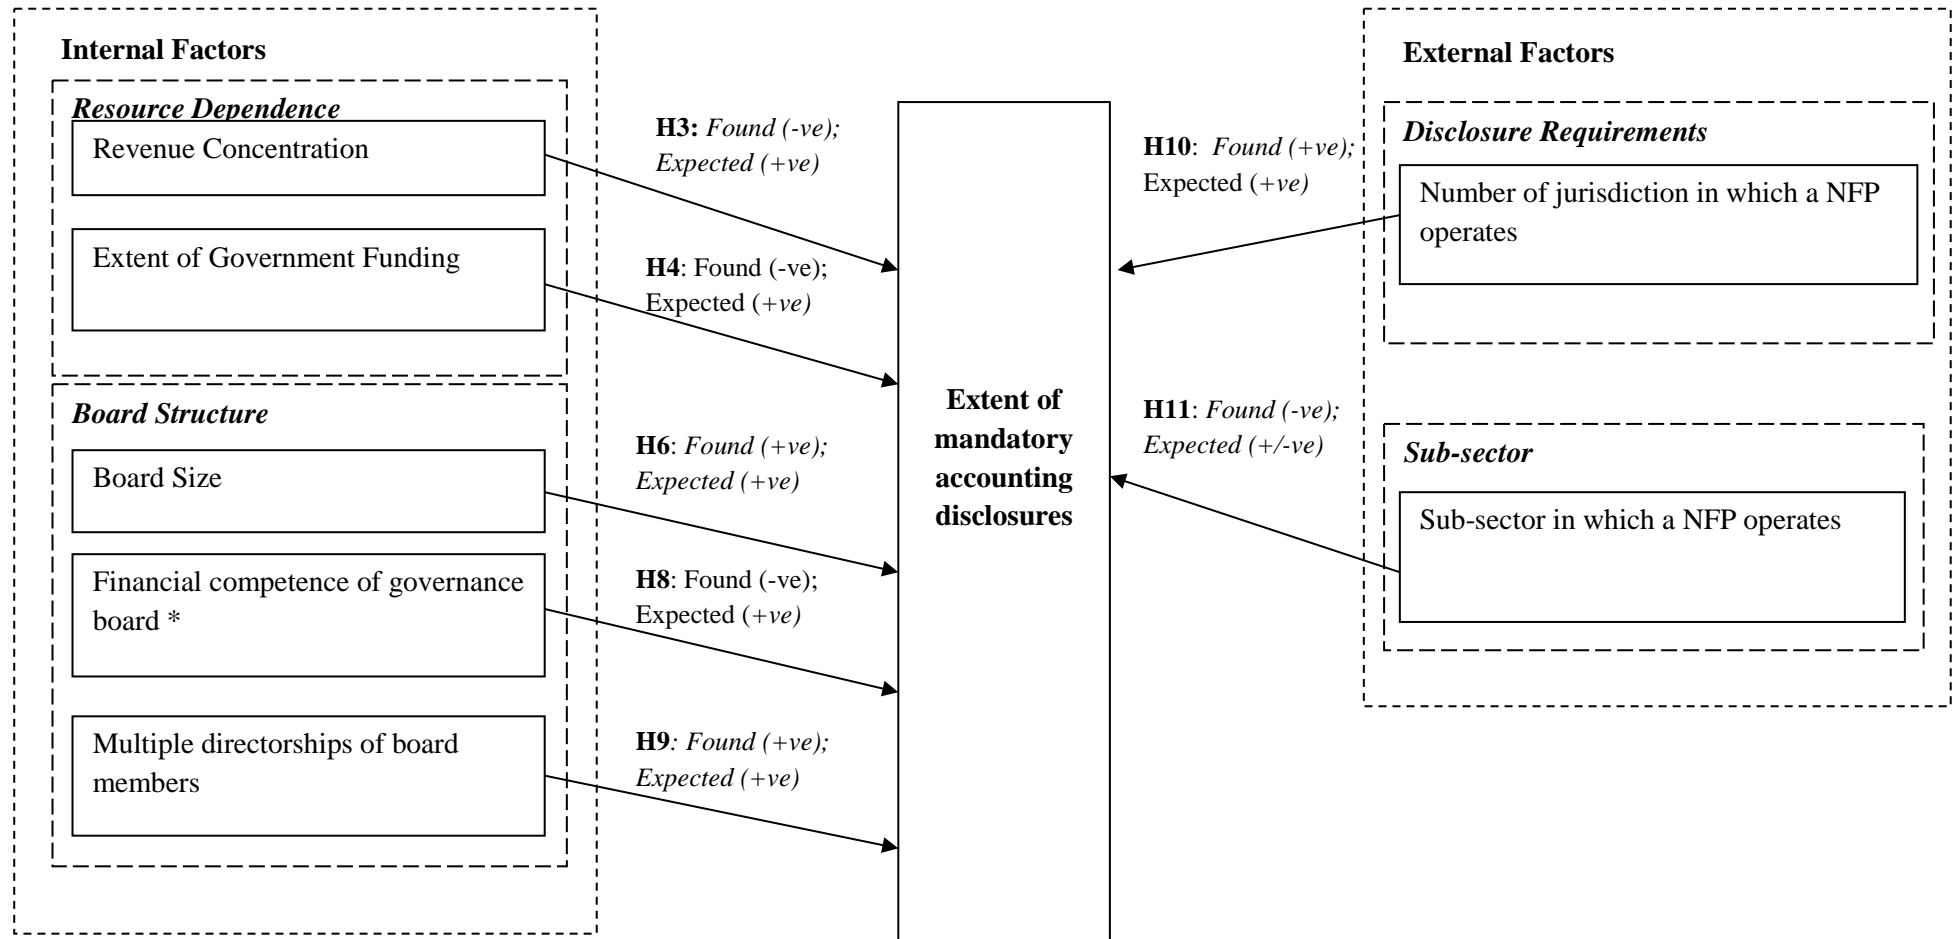 Internal Factors
Resource Dependence
Revenue Concentration
Extent of Government Funding
Board Structure
Board Size
Financial competence of governance
board *
Multiple directorships of board
members
H3: Found (-ve);
Expected (+ve)
H4: Found (-ve);
Expected (+ve)
H6: Found (+ve);
Expected (+ve)
H8: Found (-ve);
Expected (+ve)
H9: Found (+ve);
Expected (+ve)
Extent of
mandatory
accounting
disclosures
H10: Found (+ve);
Expected (+ve)
H11: Found (-ve);
Expected (+/-ve)
External Factors
Disclosure Requirements
Number of jurisdiction in which a NFP
operates
Sub-sector
Sub-sector in which a NFP operates